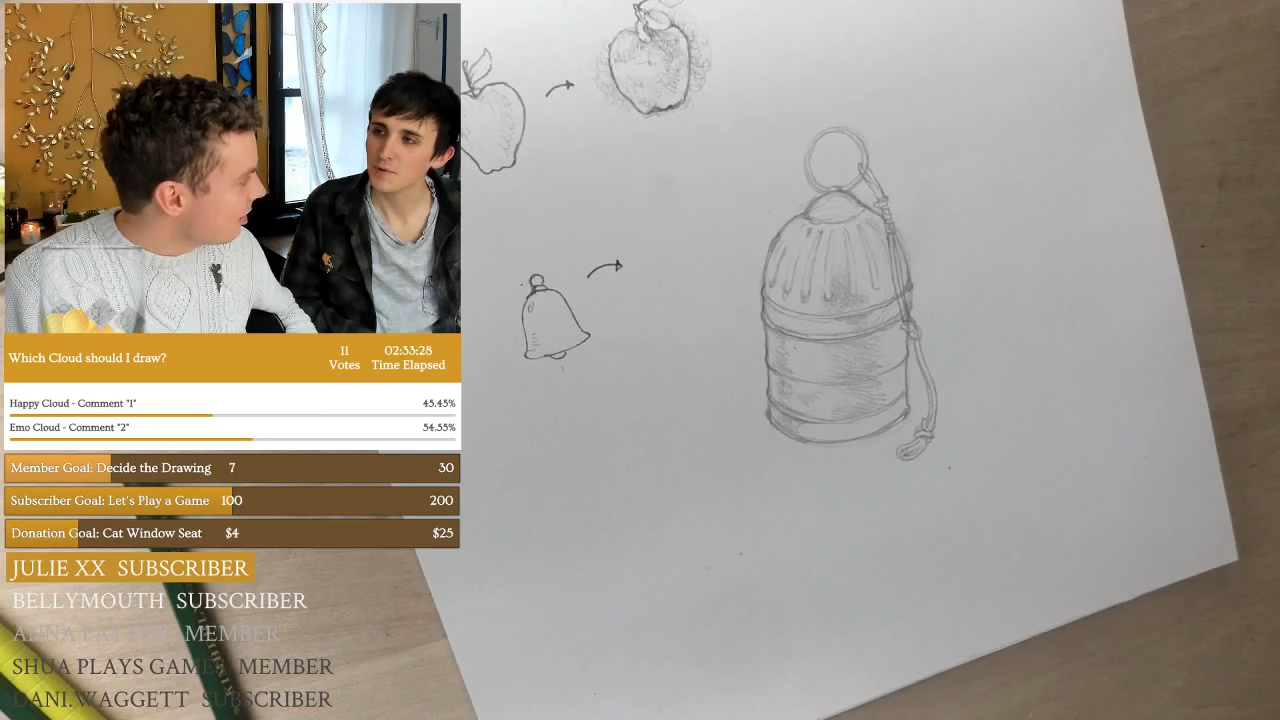 Which Cloud should I draw?
11 Votes
02:33:28 Time Elapsed
Happy Cloud - Comment "1" 45.45%
Emo Cloud - Comment "2" 54.55%
Member Goal: Decide the Drawing 7 30
Subscriber Goal: Let's Play a Game 100 200
Donation Goal: Cat Window Seat $4 $25
JULIE XX SUBSCRIBER
BELLYMOUTH SUBSCRIBER
ANNA MEMBER
SHUA PLAYS GAMES MEMBER
DANI.WAGGETT SUBSCRIBER